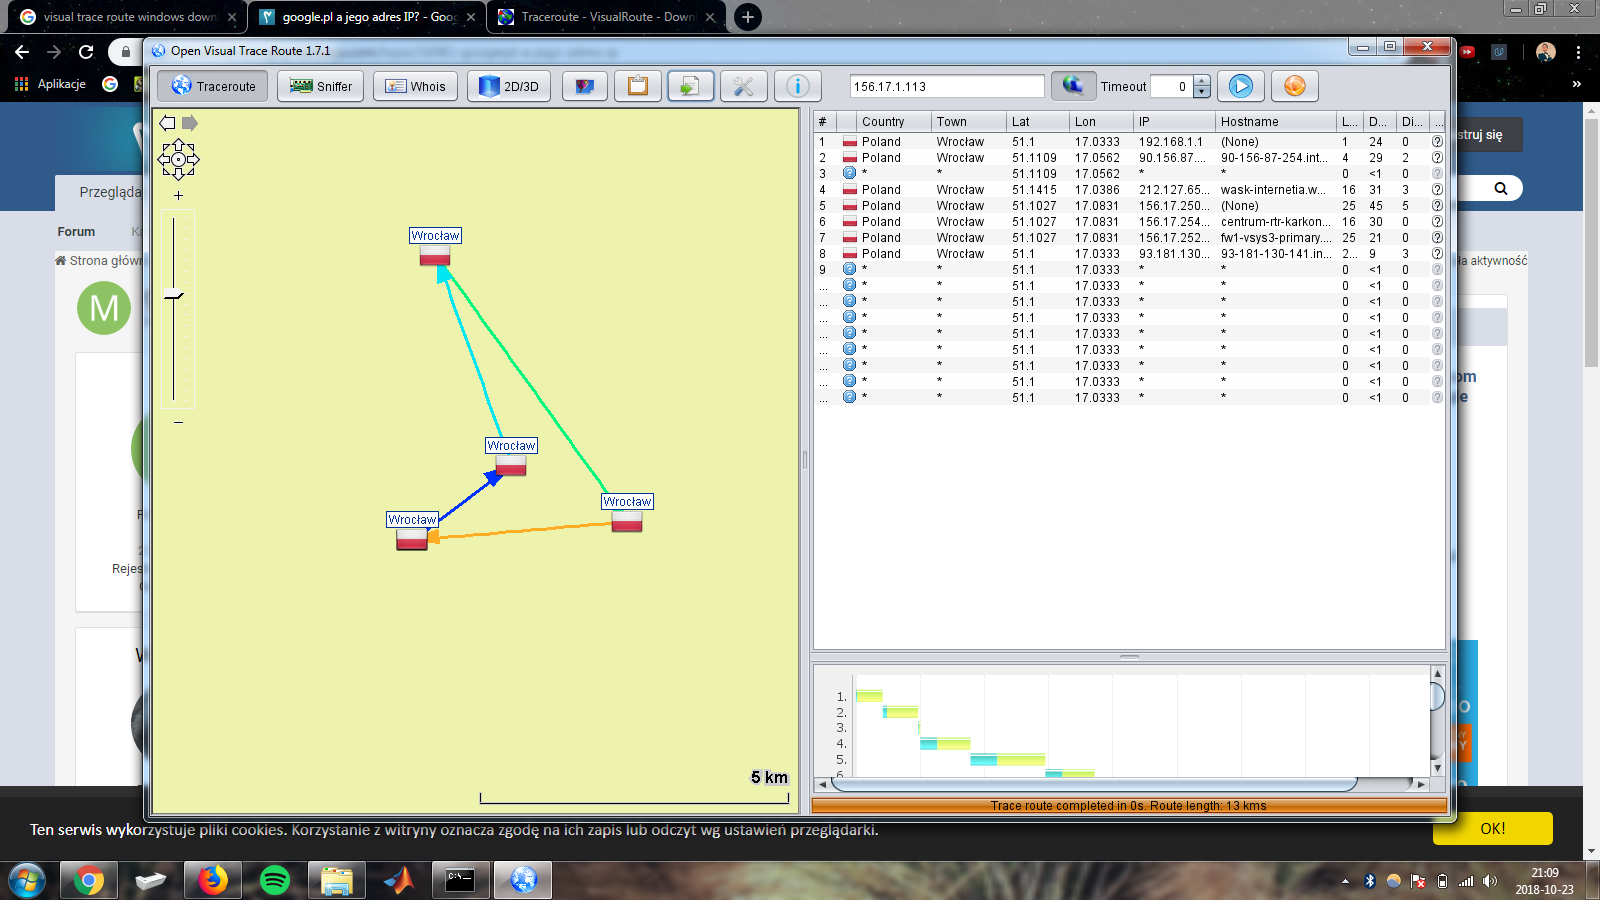 visual trace route windows down
google.pl a jego adres IP? - Goo
Traceroute - VisualRoute - Down
Open Visual Trace Route 1.7.1
Aplikacje
Traceroute
Sniffer
Whois
2D/3D
156.17.1.113
Timeout
0
# Country Town Lat Lon IP Hostname L... D... Di... ...
1 Poland Wrocław 51.1 17.0333 192.168.1.1 (None) 1 24 0
2 Poland Wrocław 51.1109 17.0562 90.156.87.... 90-156-87-254.int... 4 29 2
3 * * 51.1109 17.0562 * * 0 <1 0
4 Poland Wrocław 51.1415 17.0386 212.127.65... wask-internetia.w... 16 31 3
5 Poland Wrocław 51.1027 17.0831 156.17.250... (None) 25 45 5
6 Poland Wrocław 51.1027 17.0831 156.17.254... centrum-rtr-karkon... 16 30 0
7 Poland Wrocław 51.1027 17.0831 156.17.252... fw1-vsys3-primary.... 25 21 0
8 Poland Wrocław 51.1 17.0333 93.181.130... 93-181-130-141.in... 2... 9 3
9 * * 51.1 17.0333 * * 0 <1 0
... * * 51.1 17.0333 * * 0 <1 0
... * * 51.1 17.0333 * * 0 <1 0
... * * 51.1 17.0333 * * 0 <1 0
... * * 51.1 17.0333 * * 0 <1 0
... * * 51.1 17.0333 * * 0 <1 0
... * * 51.1 17.0333 * * 0 <1 0
... * * 51.1 17.0333 * * 0 <1 0
... * * 51.1 17.0333 * * 0 <1 0
Wrocław
Wrocław
Wrocław
Wrocław
5 km
1.
2.
3.
4.
5.
6.
Trace route completed in 0s. Route length: 13 kms
Przegląda
Forum
Strona główn
M
Rejes
struj się
a aktywność
om
e
Ten serwis wykorzystuje pliki cookies. Korzystanie z witryny oznacza zgodę na ich zapis lub odczyt wg ustawień przeglądarki.
OK!
21:09
2018-10-23